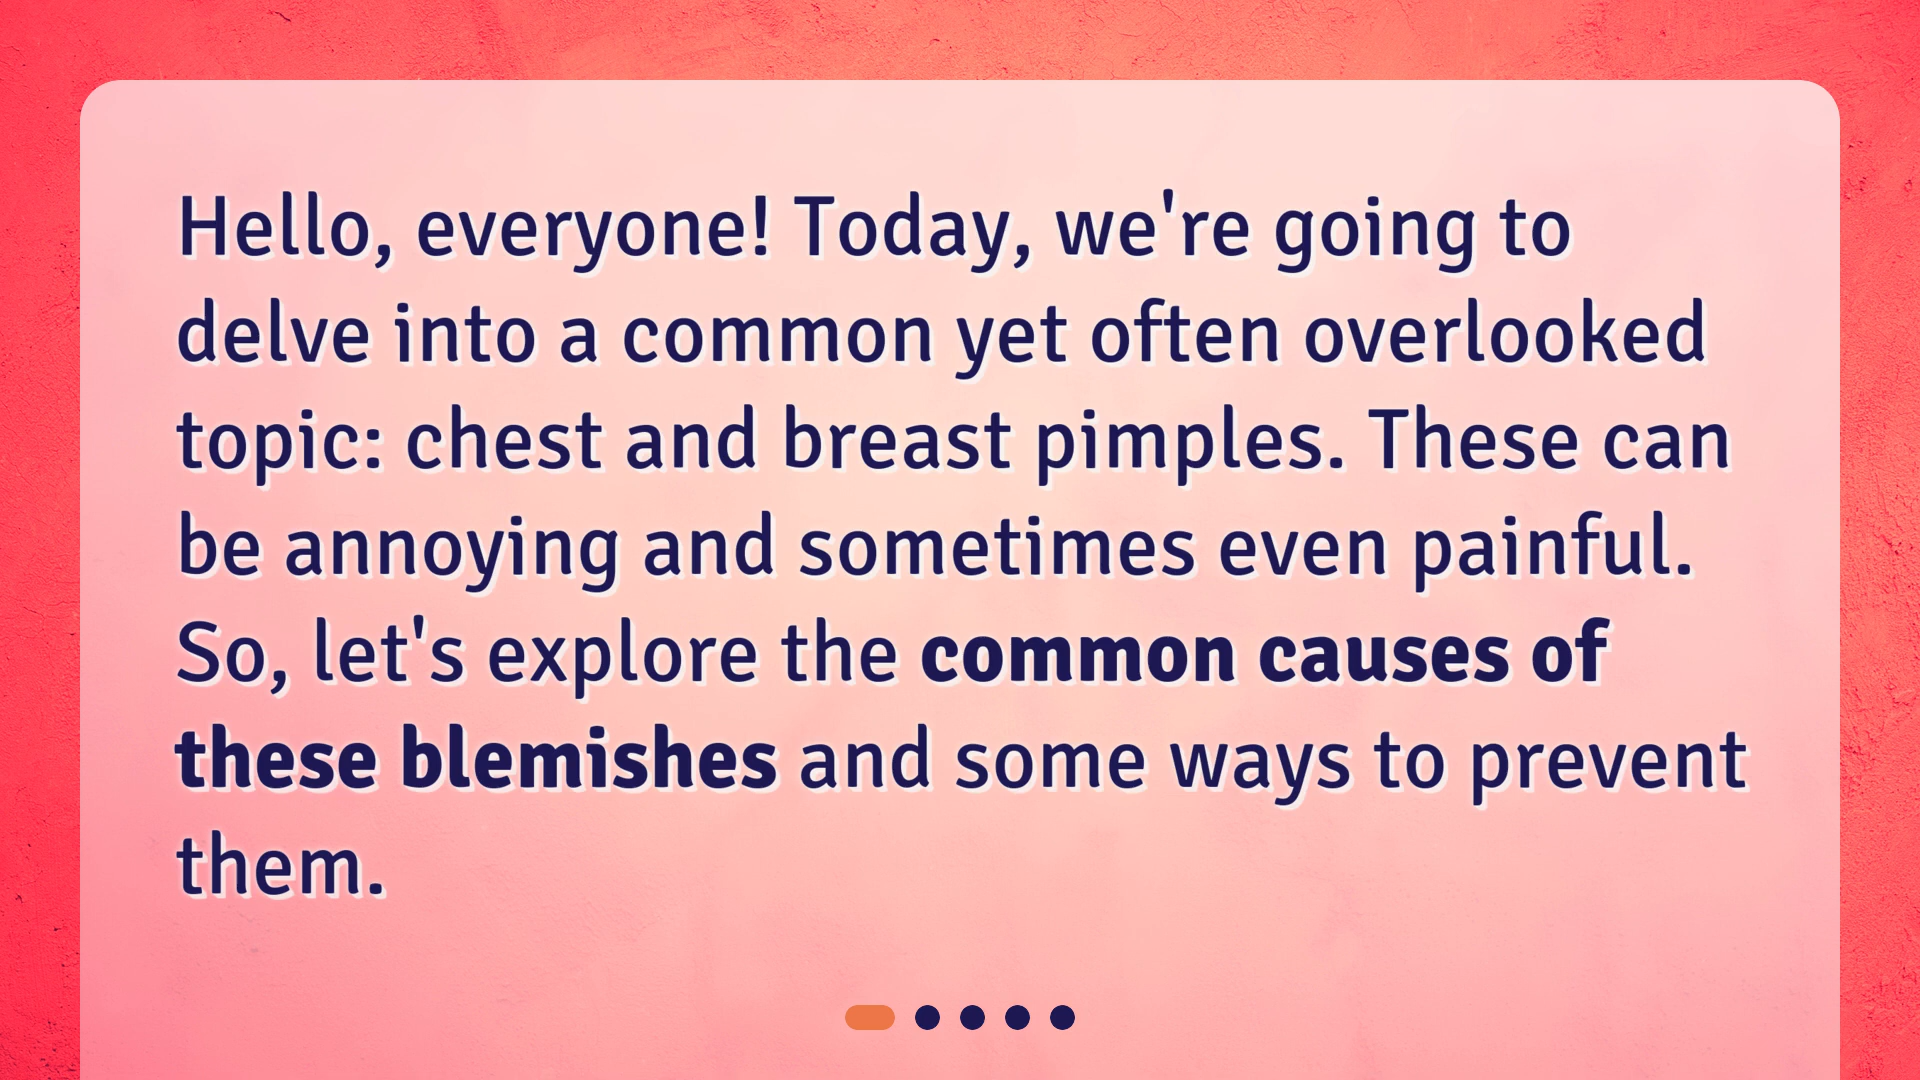 Hello, everyone! Today, we're going to
delve into a common yet often overlooked
topic: chest and breast pimples. These can
be annoying and sometimes even painful.
So, let's explore the common causes of
these blemishes and some ways to prevent
them.